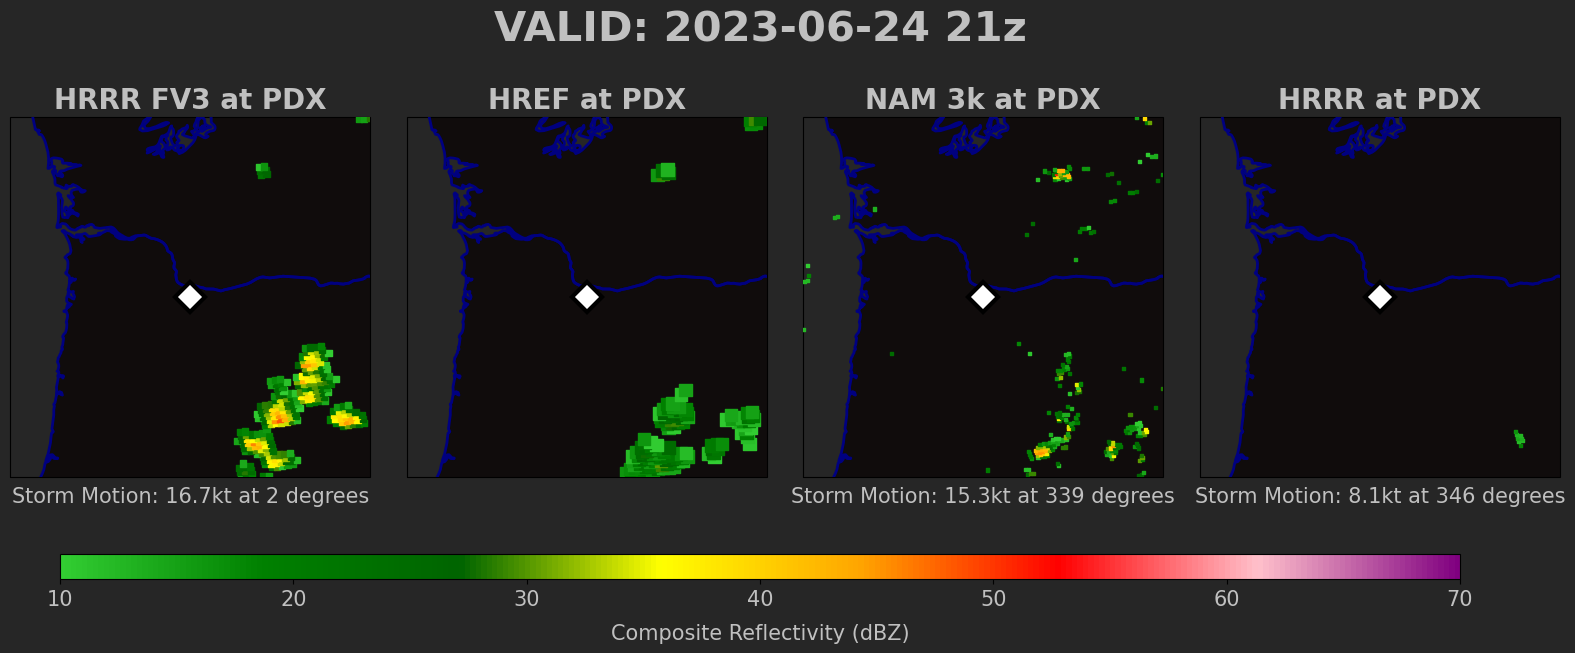 VALID: 2023-06-24 21z
HRRR FV3 at PDX
HREF at PDX
NAM 3k at PDX
HRRR at PDX
Storm Motion: 16.7kt at 2 degrees
Storm Motion: 15.3kt at 339 degrees
Storm Motion: 8.1kt at 346 degrees
10 20 30 40 50 60 70
Composite Reflectivity (dBZ)